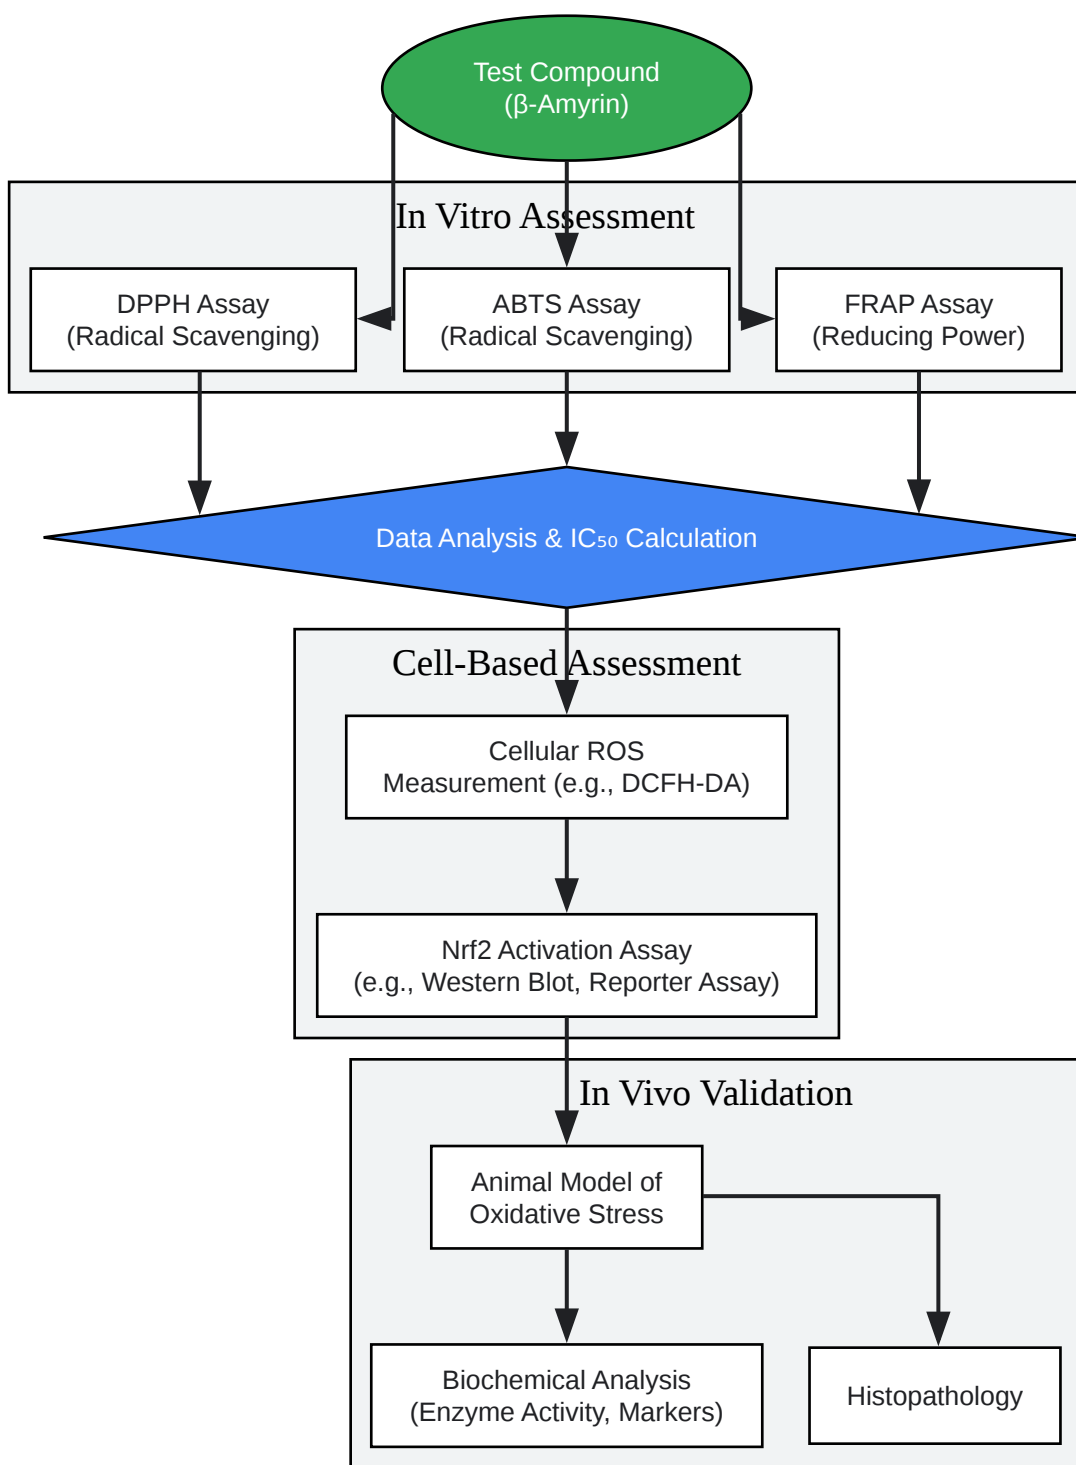 Test Compound
(β-Amyrin)
In Vitro Assessment
DPPH Assay
(Radical Scavenging)
ABTS Assay
(Radical Scavenging)
FRAP Assay
(Reducing Power)
Data Analysis & IC₅₀ Calculation
Cell-Based Assessment
Cellular ROS
Measurement (e.g., DCFH-DA)
Nrf2 Activation Assay
(e.g., Western Blot, Reporter Assay)
In Vivo Validation
Animal Model of
Oxidative Stress
Biochemical Analysis
(Enzyme Activity, Markers)
Histopathology